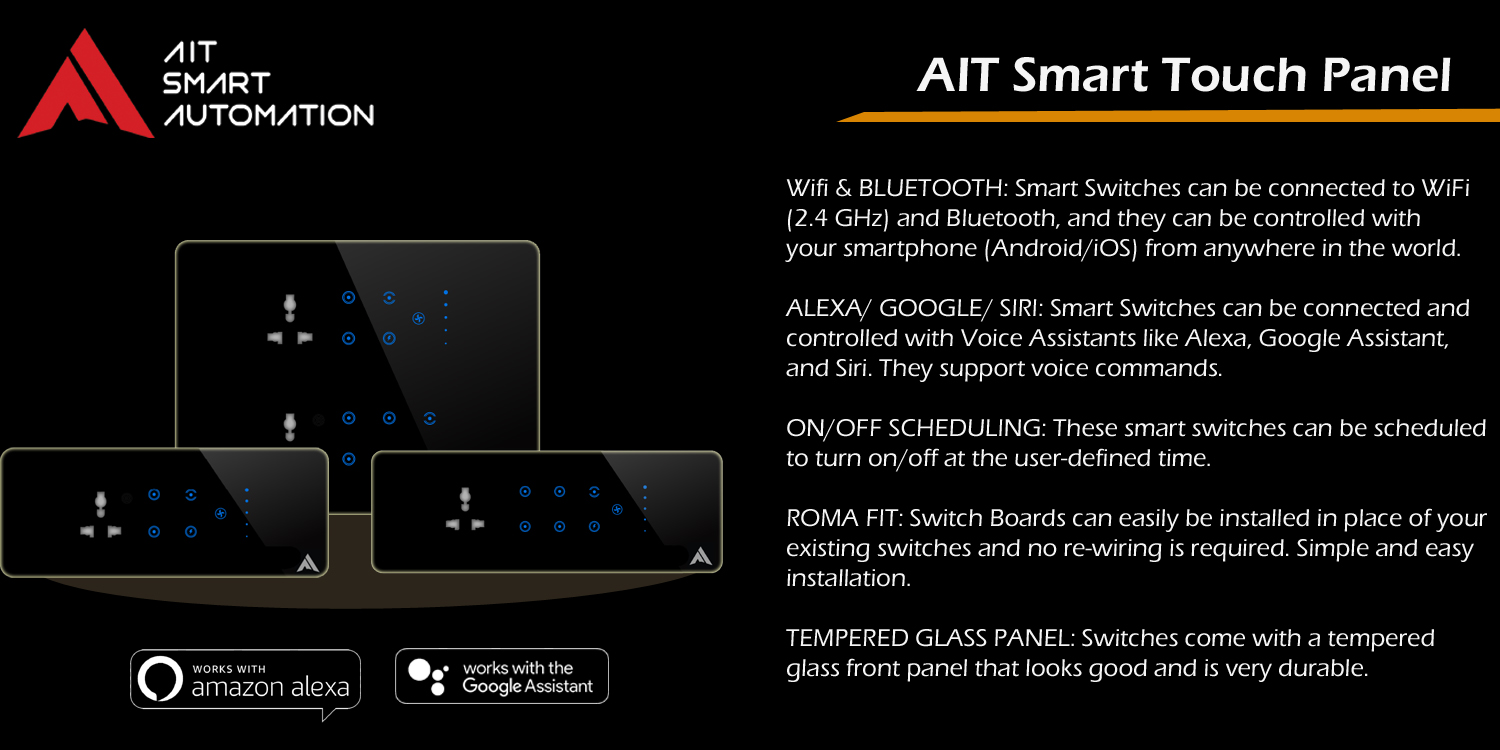 AIT
SMART
AUTOMATION
AIT Smart Touch Panel
Wifi & BLUETOOTH: Smart Switches can be connected to WiFi
(2.4 GHz) and Bluetooth, and they can be controlled with
your smartphone (Android/iOS) from anywhere in the world.
ALEXA/ GOOGLE/ SIRI: Smart Switches can be connected and
controlled with Voice Assistants like Alexa, Google Assistant,
and Siri. They support voice commands.
ON/OFF SCHEDULING: These smart switches can be scheduled
to turn on/off at the user-defined time.
ROMA FIT: Switch Boards can easily be installed in place of your
existing switches and no re-wiring is required. Simple and easy
installation.
TEMPERED GLASS PANEL: Switches come with a tempered
glass front panel that looks good and is very durable.
WORKS WITH
amazon alexa
works with the
Google Assistant